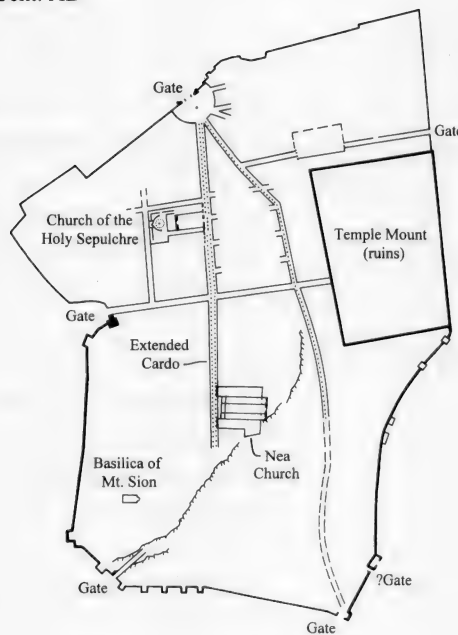 Gate
Gate
Church of the
Holy Sepulchre
Temple Mount
(ruins)
Gate
Extended
Cardo
Nea
Church
Basilica of
Mt. Sion
?Gate
Gate
Gate